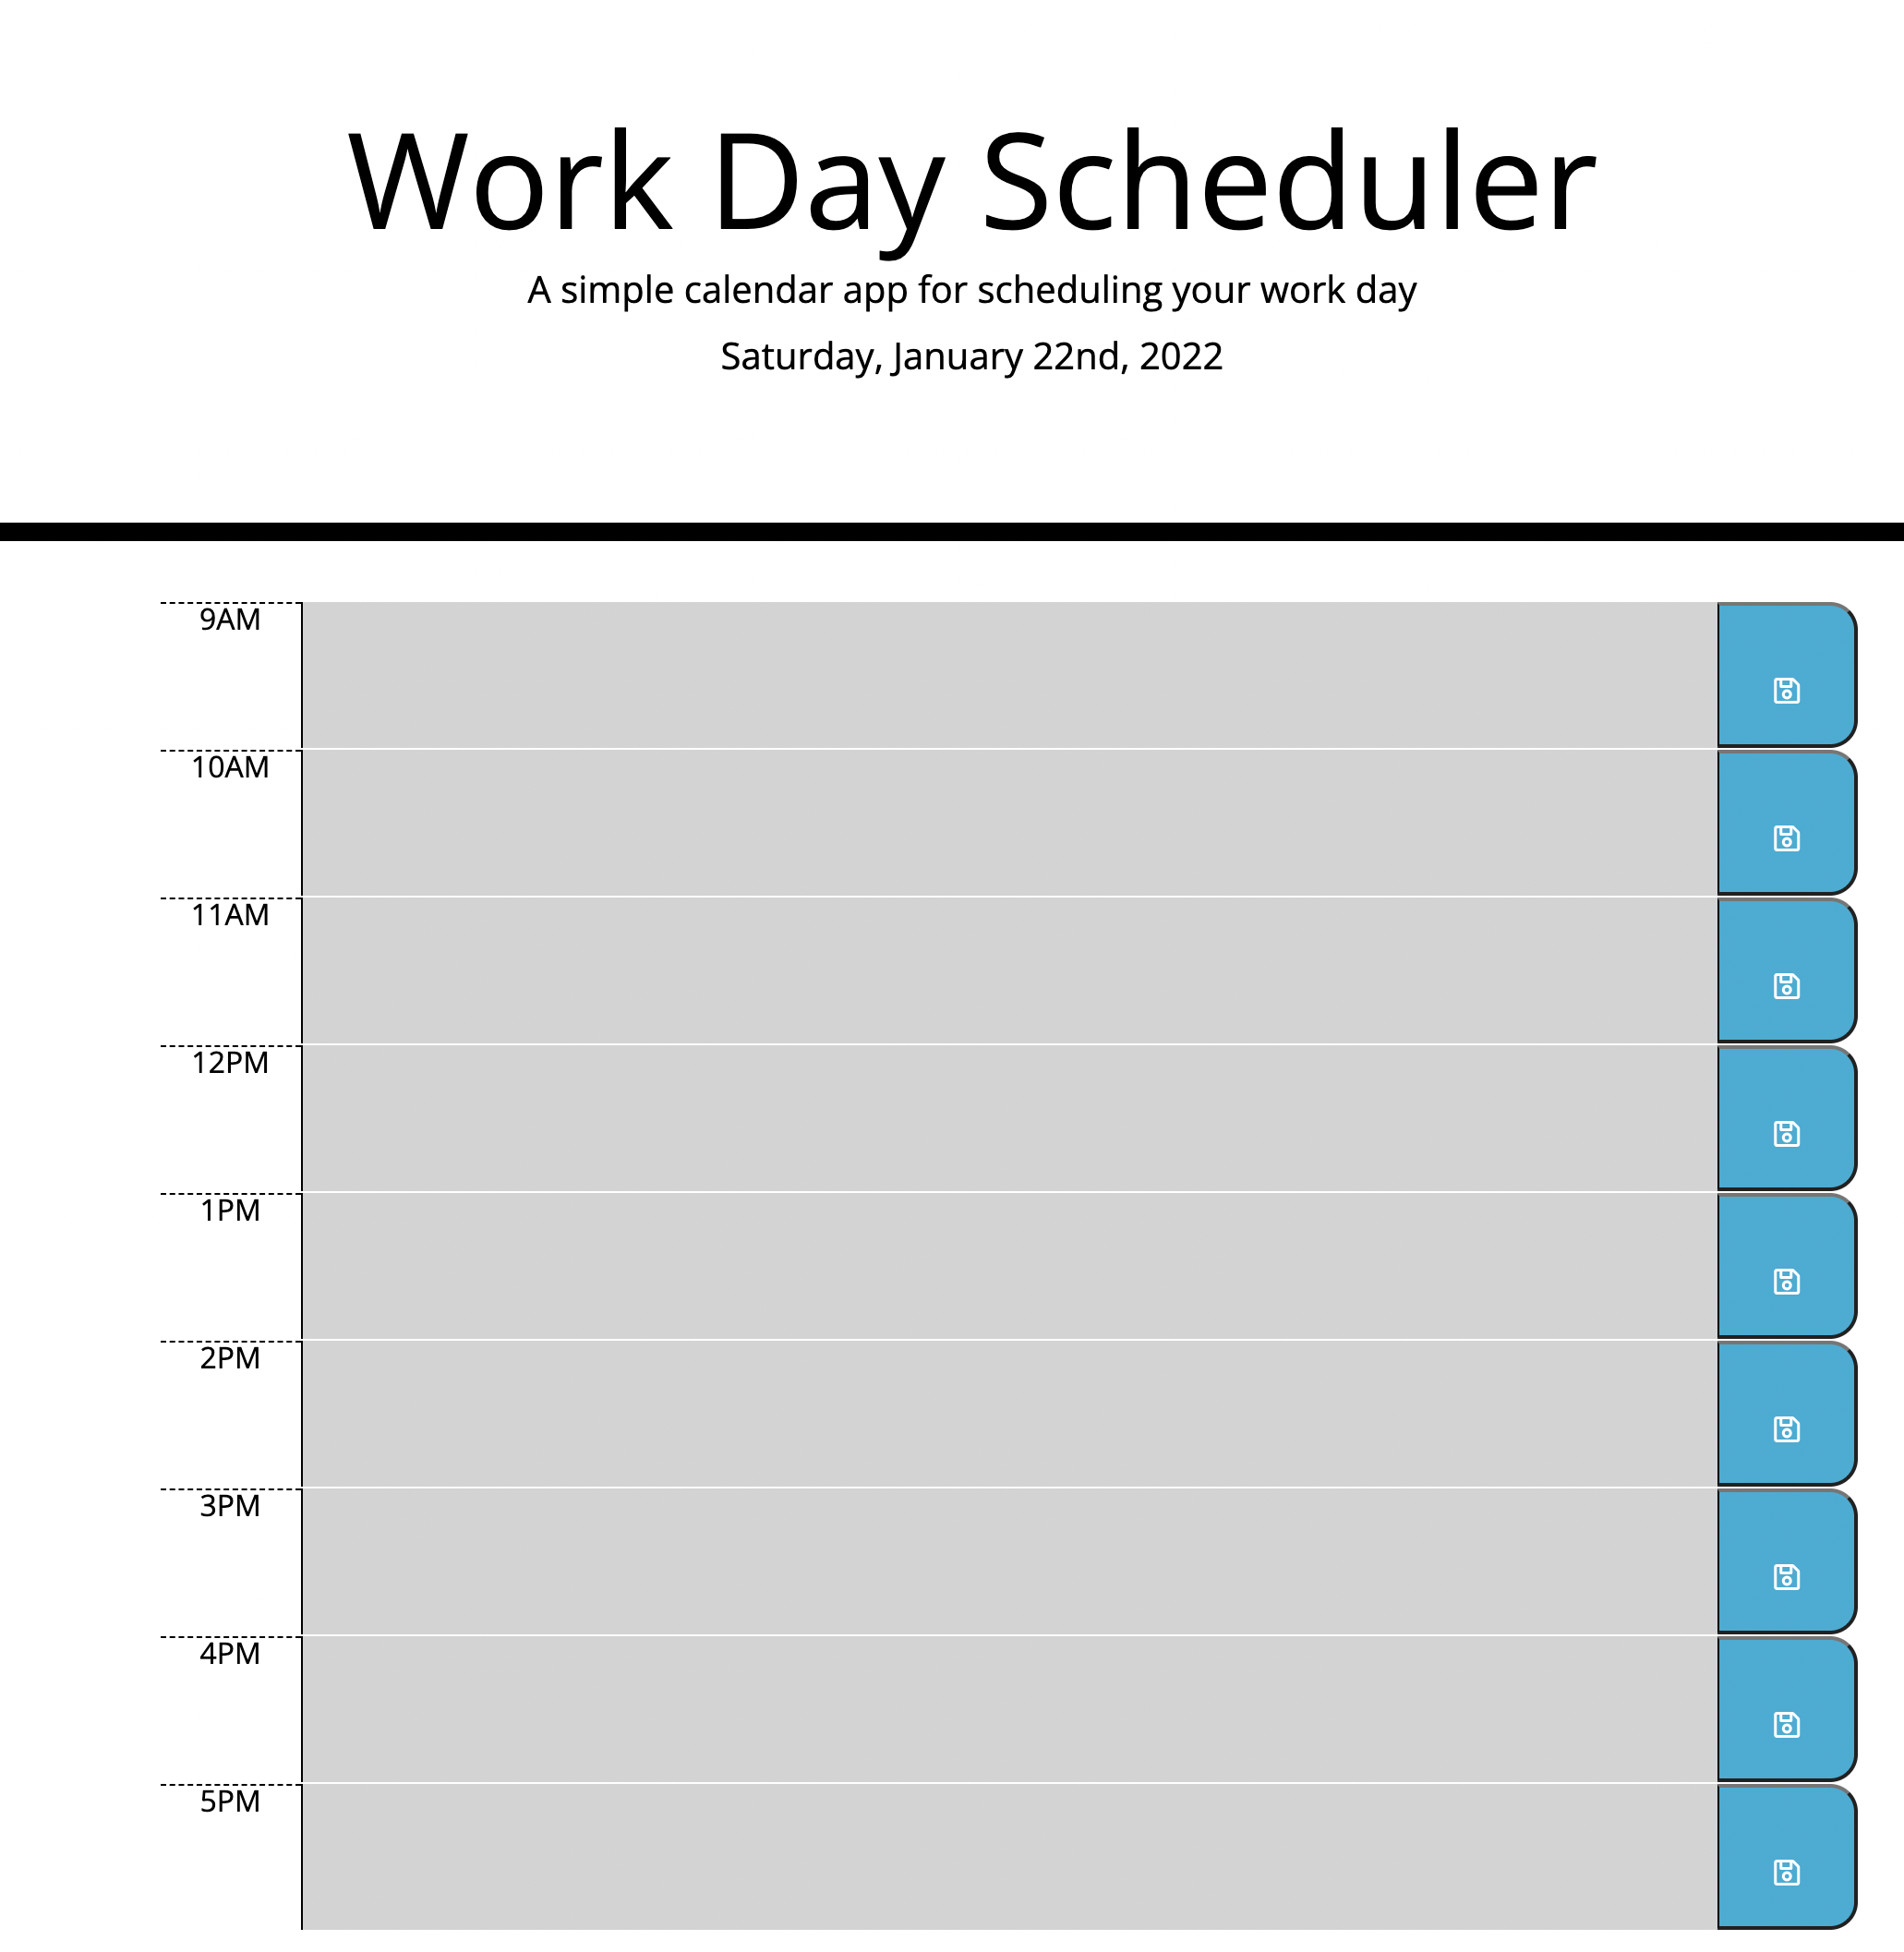 Work Day Scheduler
A simple calendar app for scheduling your work day
Saturday, January 22nd, 2022
9AM
10AM
11AM
12PM
1PM
2PM
3PM
4PM
5PM